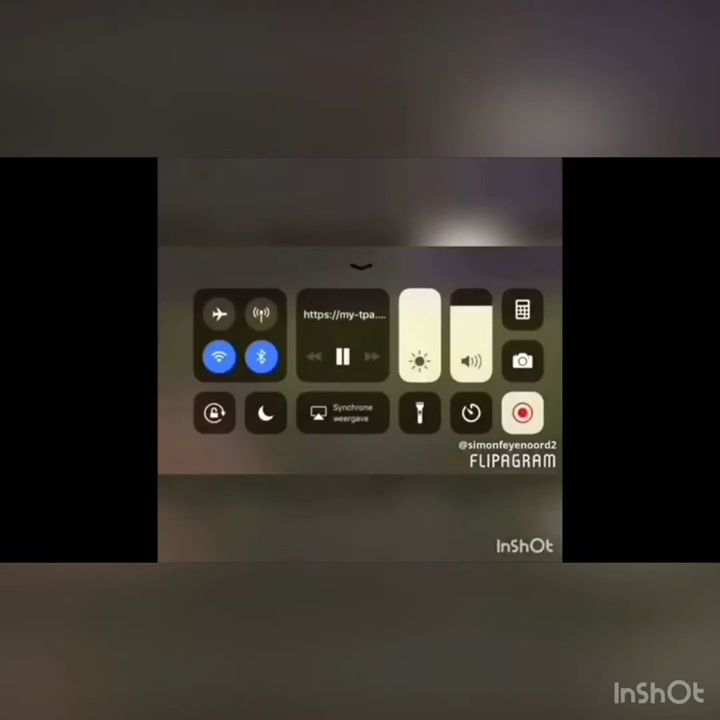 https://my-tpa....
Synchrone
weergave
@simonfeyenoord2
FLIPAGRAM
InShOt
InShOt